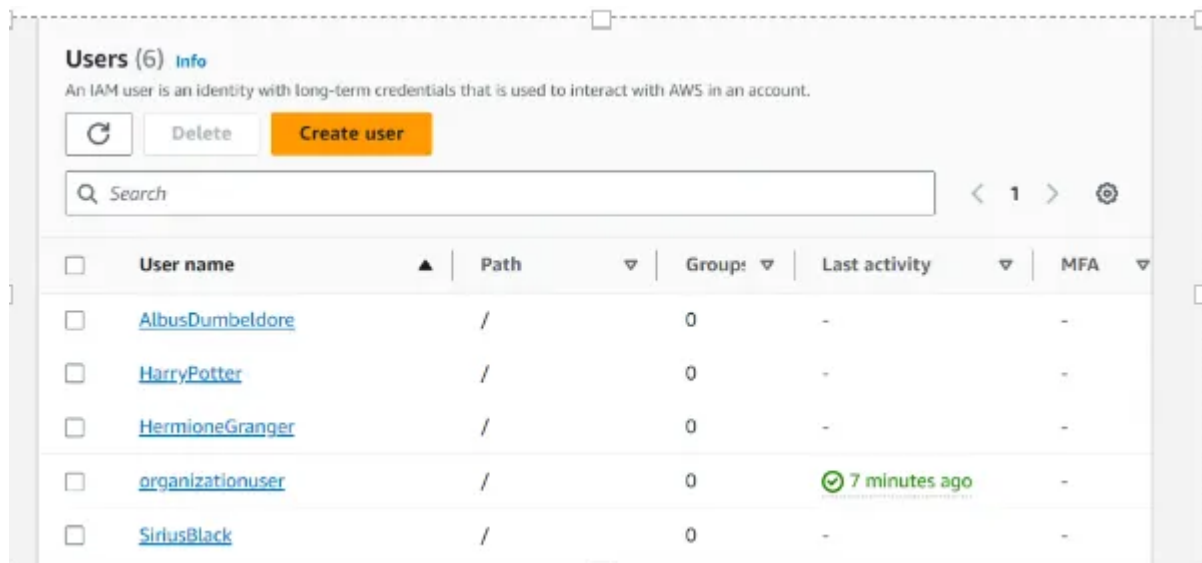 Users (6) Info
An IAM user is an identity with long-term credentials that is used to interact with AWS in an account.
Delete Create user
Search 1
User name Path Groups Last activity MFA
AlbusDumbeldore / 0 - -
HarryPotter / 0 - -
HermioneGranger / 0 - -
organizationuser / 0 7 minutes ago -
SiriusBlack / 0 - -